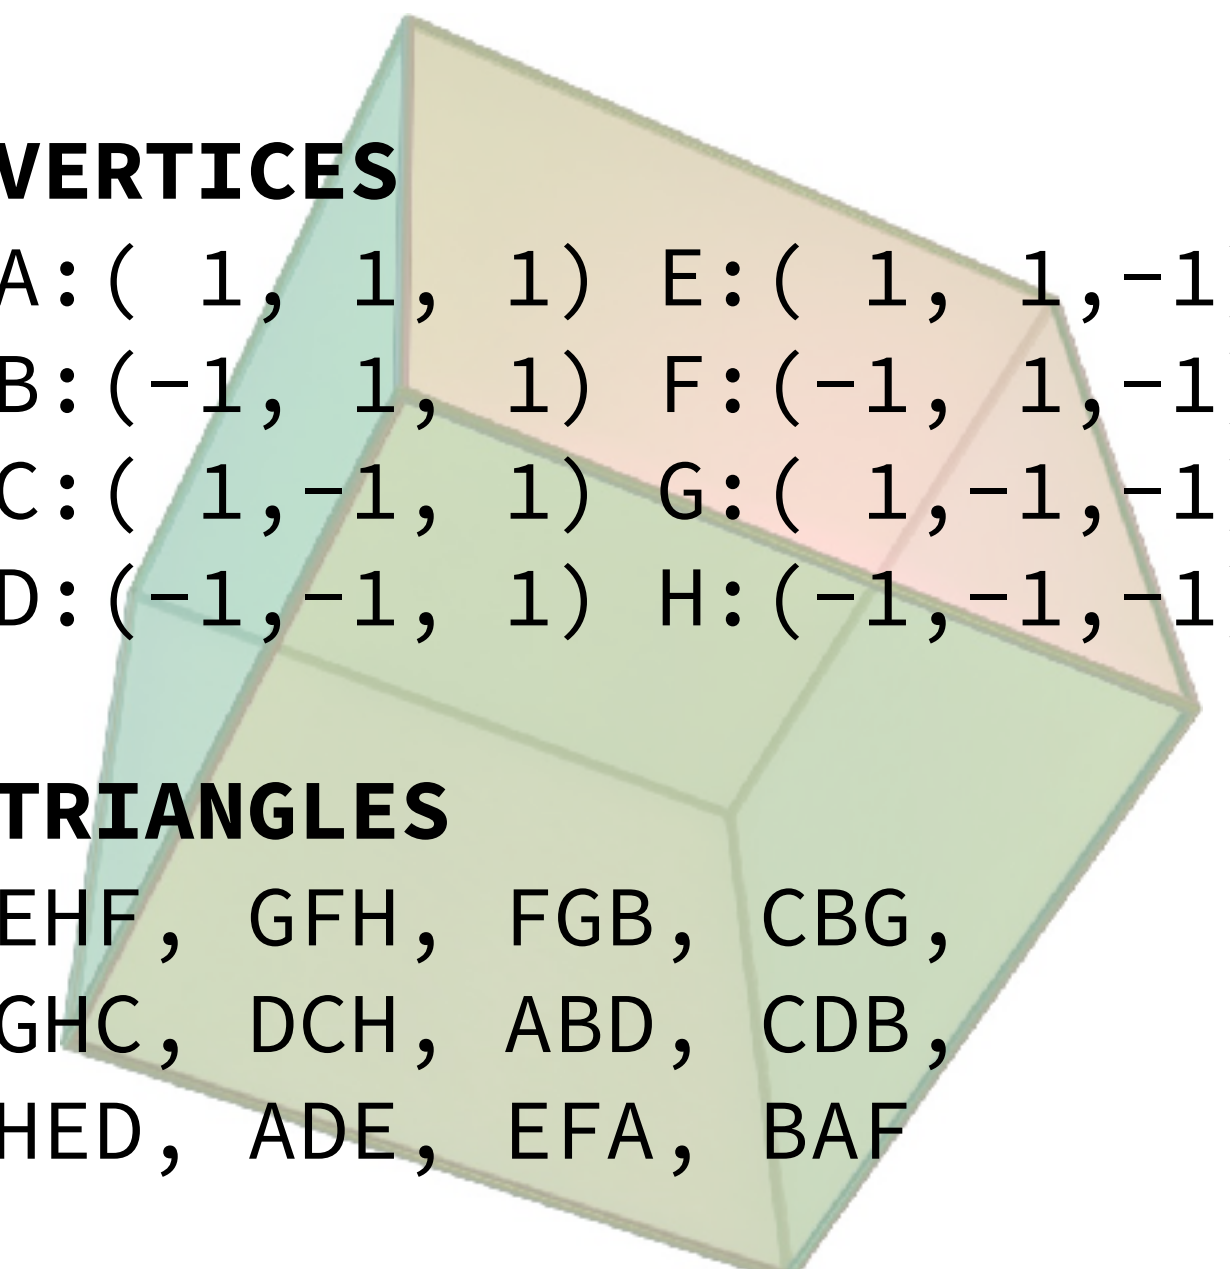 VERTICES
A:( 1, 1, 1) E:( 1, 1,-1
B:(-1, 1, 1) F:(-1, 1,-1
C:( 1,-1, 1) G:( 1,-1,-1
D:(-1,-1, 1) H:(-1,-1,-1
TRIANGLES
EHF, GFH, FGB, CBG,
GHC, DCH, ABD, CDB,
HED, ADE, EFA, BAF